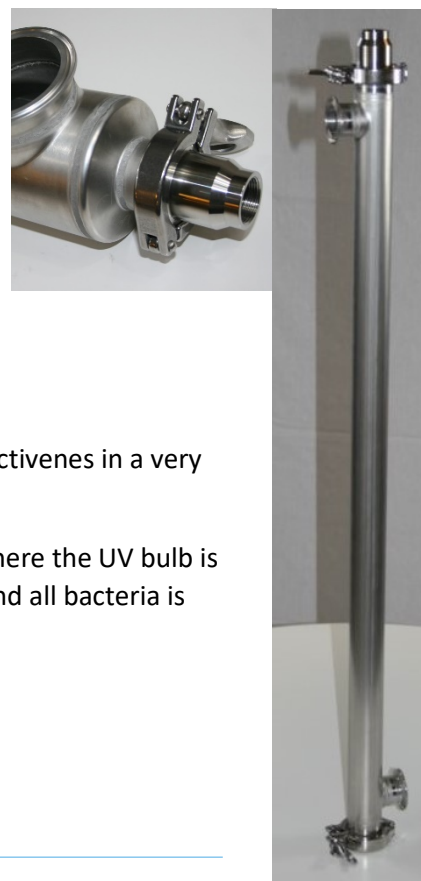 ctivenes in a very
here the UV bulb is
nd all bacteria is